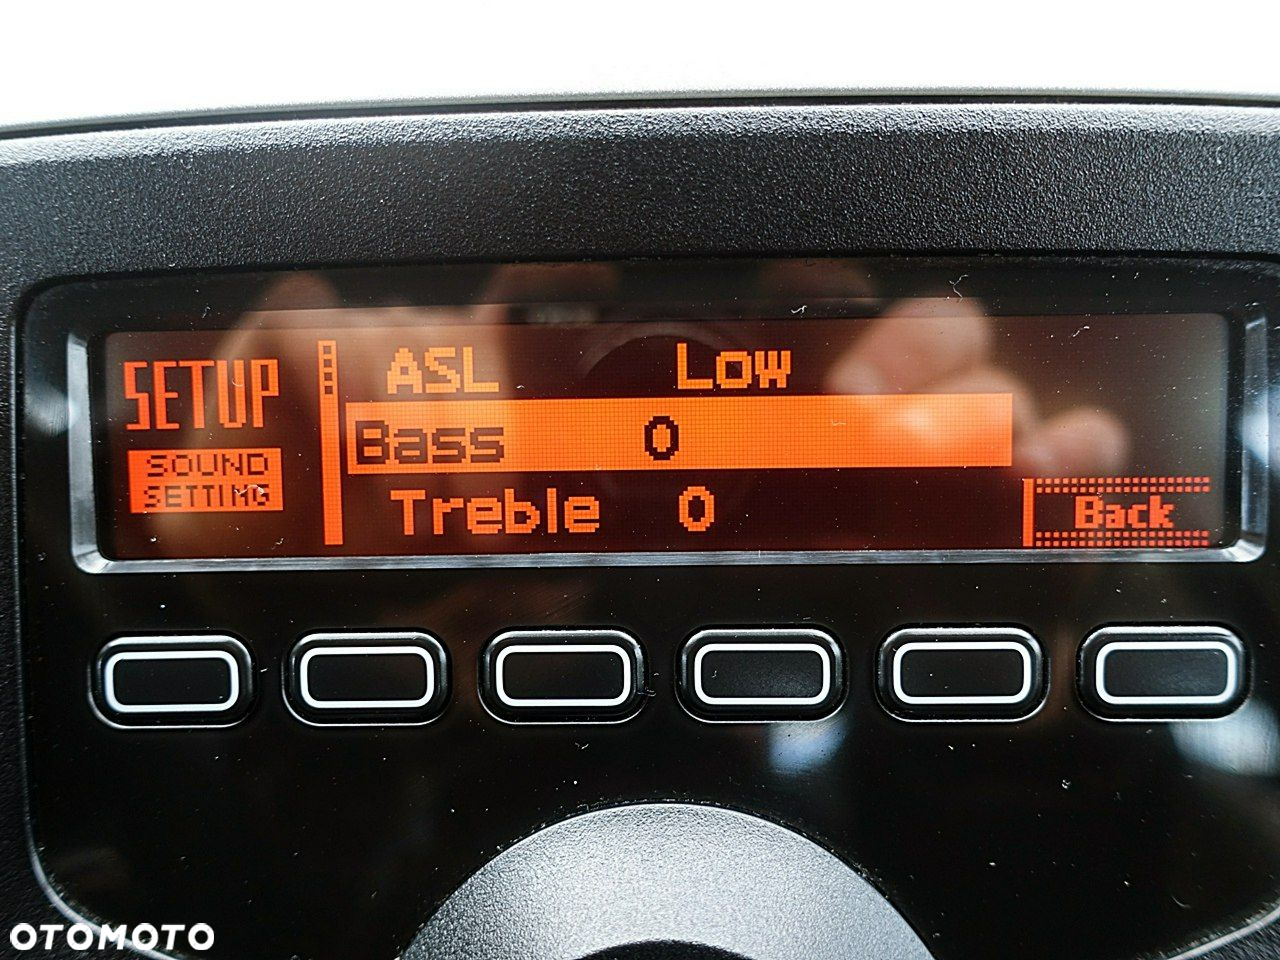 SETUP
SOUND
SETTING
ASL Low
Bass 0
Treble 0
Back
OTOMOTO